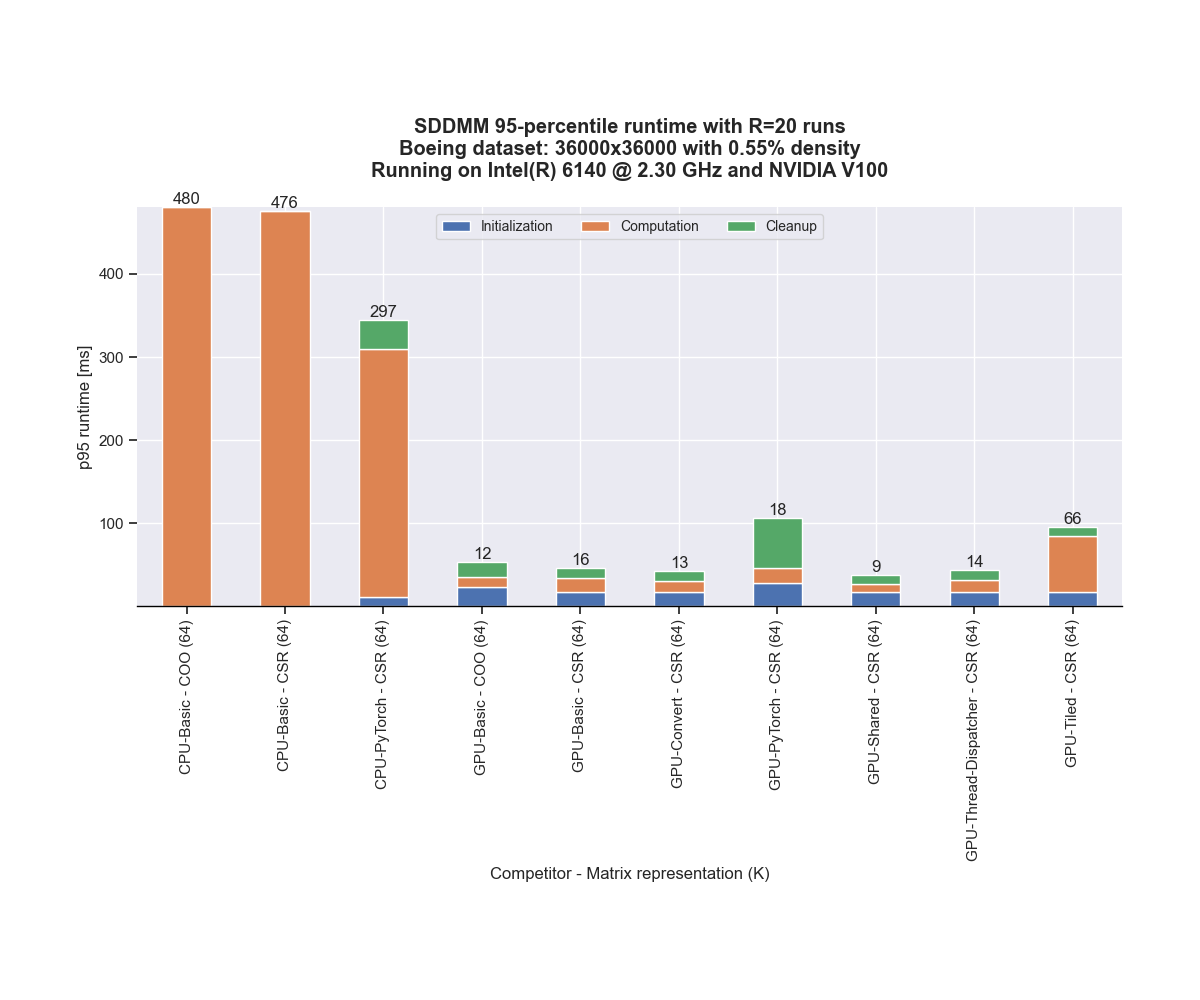 SDDMM 95-percentile runtime with R=20 runs
Boeing dataset: 36000x36000 with 0.55% density
Running on Intel(R) 6140 @ 2.30 GHz and NVIDIA V100
Initialization Computation Cleanup
480
476
297
12
16
13
18
9
14
66
p95 runtime [ms]
400
300
200
100
CPU-Basic - COO (64)
CPU-Basic - CSR (64)
CPU-PyTorch - CSR (64)
GPU-Basic - COO (64)
GPU-Basic - CSR (64)
GPU-Convert - CSR (64)
GPU-PyTorch - CSR (64)
GPU-Shared - CSR (64)
GPU-Thread-Dispatcher - CSR (64)
GPU-Tiled - CSR (64)
Competitor - Matrix representation (K)